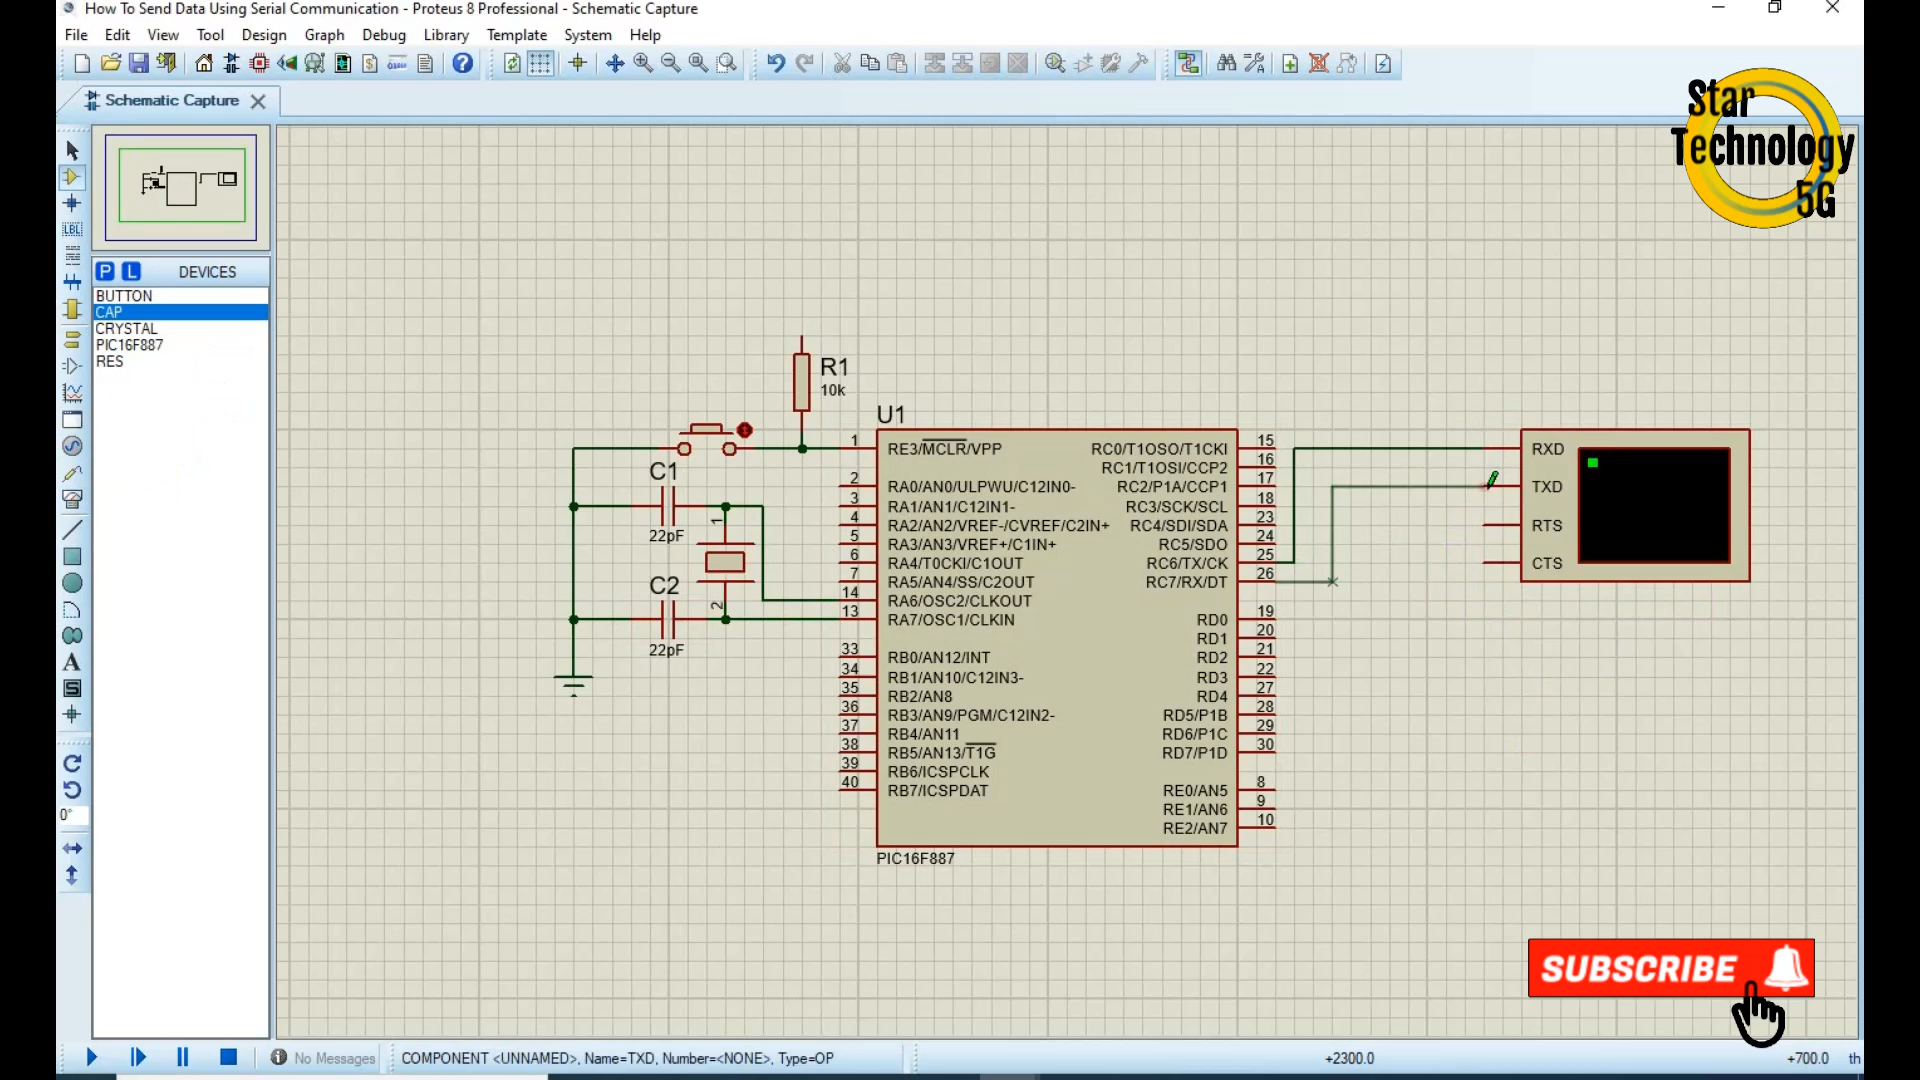 How To Send Data Using Serial Communication - Proteus 8 Professional - Schematic Capture
File Edit View Tool Design Graph Debug Library Template System Help
Schematic Capture
Star
Technology
5G
P L DEVICES
BUTTON
CAP
CRYSTAL
PIC16F887
RES
LBL
A
S
0°
R1
10k
C1
22pF
C2
22pF
1
2
U1
1 RE3/MCLR/VPP
2 RA0/AN0/ULPWU/C12IN0-
3 RA1/AN1/C12IN1-
4 RA2/AN2/VREF-/CVREF/C2IN+
5 RA3/AN3/VREF+/C1IN+
6 RA4/T0CKI/C1OUT
7 RA5/AN4/SS/C2OUT
14 RA6/OSC2/CLKOUT
13 RA7/OSC1/CLKIN
33 RB0/AN12/INT
34 RB1/AN10/C12IN3-
35 RB2/AN8
36 RB3/AN9/PGM/C12IN2-
37 RB4/AN11
38 RB5/AN13/T1G
39 RB6/ICSPCLK
40 RB7/ICSPDAT
RC0/T1OSO/T1CKI 15
RC1/T1OSI/CCP2 16
RC2/P1A/CCP1 17
RC3/SCK/SCL 18
RC4/SDI/SDA 23
RC5/SDO 24
RC6/TX/CK 25
RC7/RX/DT 26
RD0 19
RD1 20
RD2 21
RD3 22
RD4 27
RD5/P1B 28
RD6/P1C 29
RD7/P1D 30
RE0/AN5 8
RE1/AN6 9
RE2/AN7 10
PIC16F887
RXD
TXD
RTS
CTS
SUBSCRIBE
No Messages COMPONENT <UNNAMED>, Name=TXD, Number=<NONE>, Type=OP +2300.0 +700.0 th